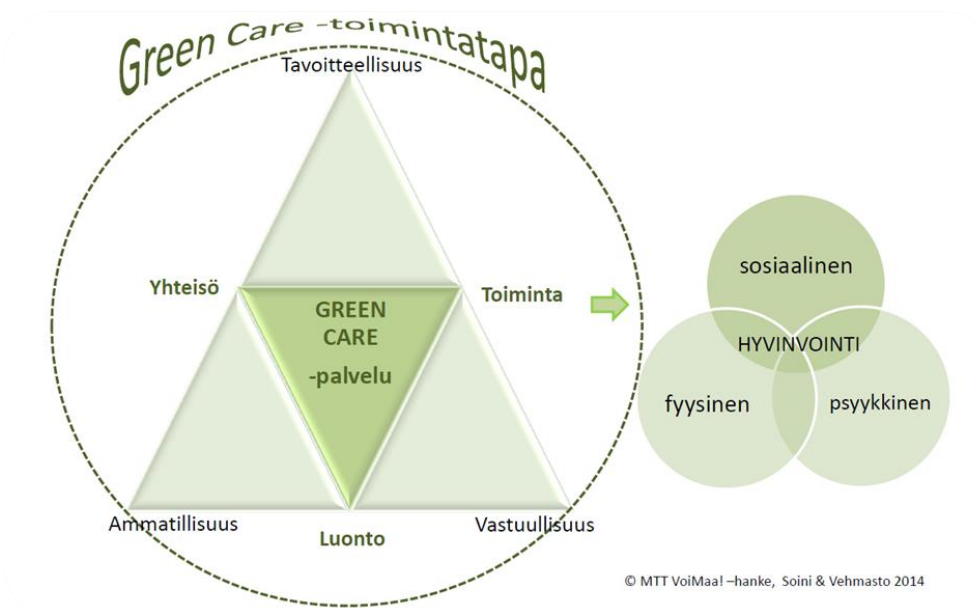 Green Care -toimintatapa
Tavoitteellisuus
Yhteisö
Toiminta
GREEN
CARE
-palvelu
Ammatillisuus
Luonto
Vastuullisuus
sosiaalinen
HYVINVOINTI
fyysinen
psyykkinen
© MTT VoiMaa! –hanke, Soini & Vehmasto 2014